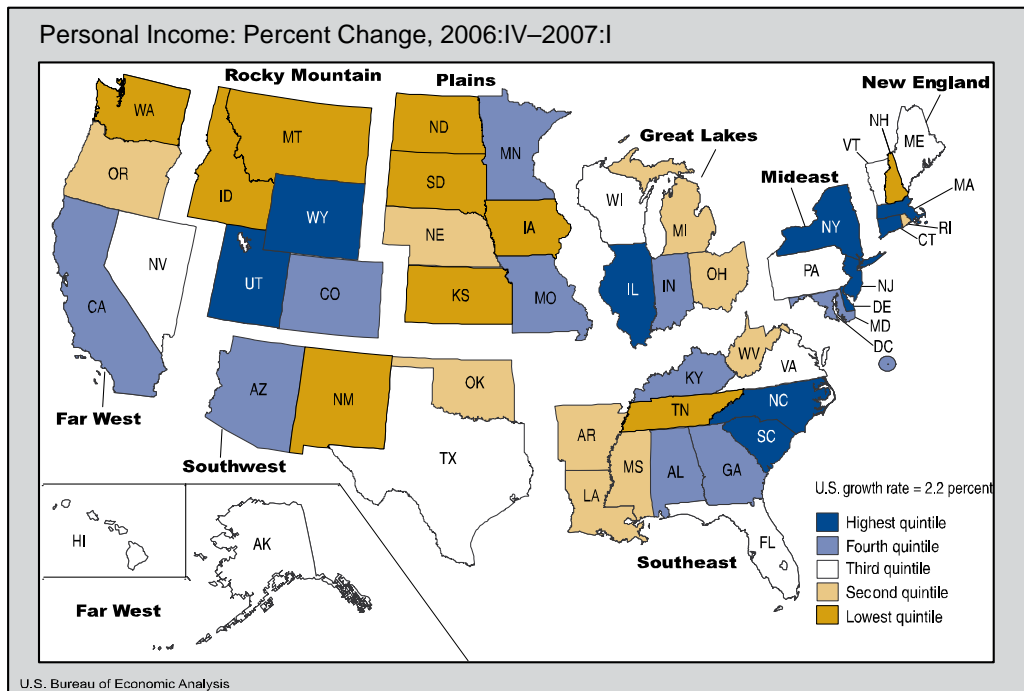 Personal Income: Percent Change, 2006:IV–2007:I
Rocky Mountain
Plains
New England
Great Lakes
Mideast
WA
MT
ND
MN
NH
ME
VT
OR
ID
SD
WI
MA
WY
IA
MI
NY
RI
CT
NE
NV
PA
UT
CO
KS
MO
IL
IN
OH
NJ
DE
MD
DC
CA
WV
VA
KY
AZ
NM
OK
TN
NC
Far West
AR
SC
Southwest
TX
MS
AL
GA
LA
U.S. growth rate = 2.2 percent
Highest quintile
Fourth quintile
Third quintile
Second quintile
Lowest quintile
HI
AK
FL
Southeast
Far West
U.S. Bureau of Economic Analysis